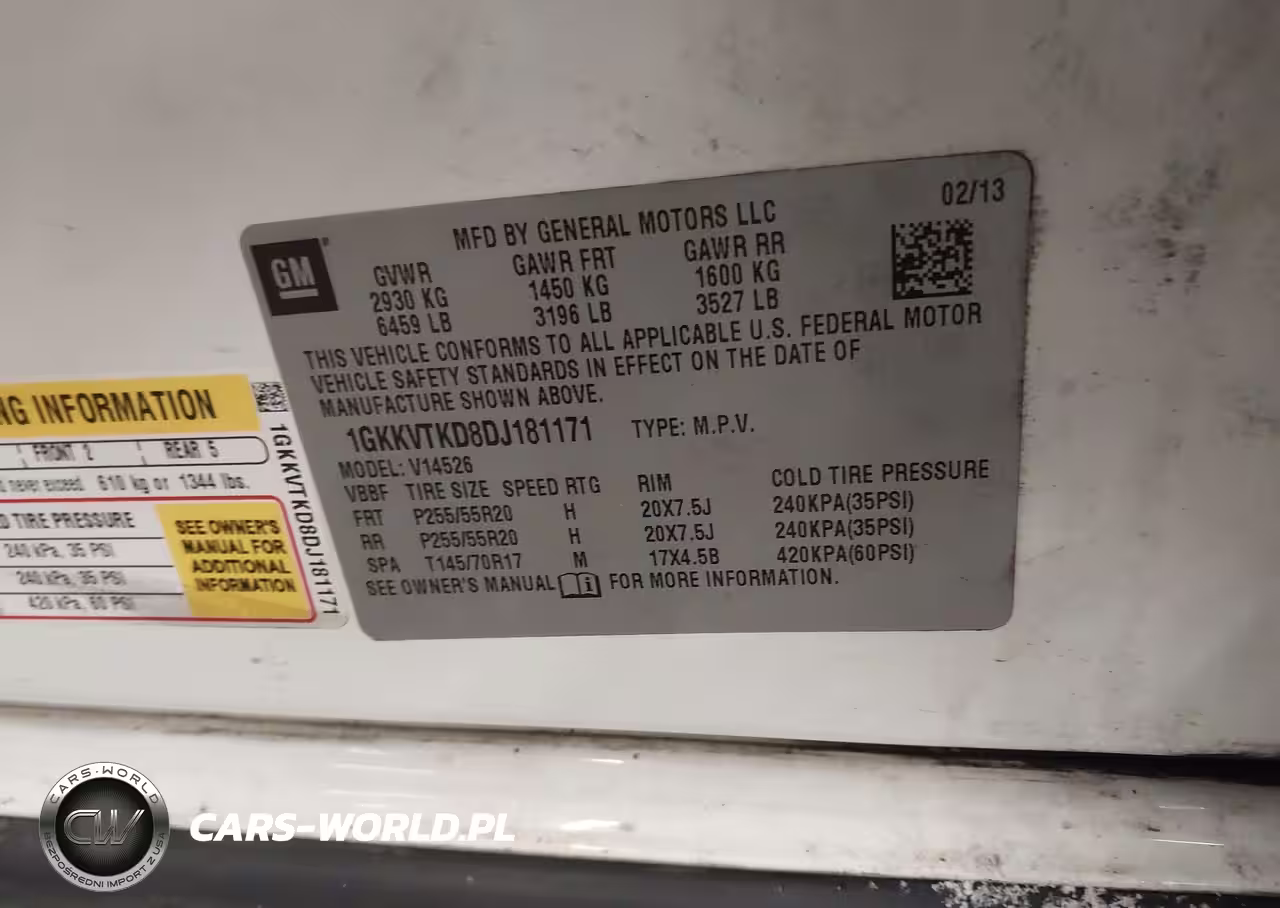 02/13
MFD BY GENERAL MOTORS LLC
GM
GVWR GAWR FRT GAWR RR
2930 KG 1450 KG 1600 KG
6459 LB 3196 LB 3527 LB
THIS VEHICLE CONFORMS TO ALL APPLICABLE U.S. FEDERAL MOTOR
VEHICLE SAFETY STANDARDS IN EFFECT ON THE DATE OF
MANUFACTURE SHOWN ABOVE.
1GKKVTKD8DJ181171 TYPE: M.P.V.
MODEL: V14526
VBBF TIRE SIZE SPEED RTG RIM COLD TIRE PRESSURE
FRT P255/55R20 H 20X7.5J 240KPA(35PSI)
RR P255/55R20 H 20X7.5J 240KPA(35PSI)
SPA T145/70R17 M 17X4.5B 420KPA(60PSI)
SEE OWNER'S MANUAL i FOR MORE INFORMATION.
NG INFORMATION
FRONT 2 REAR 5
never exceed 610 kg or 1344 lbs.
D TIRE PRESSURE
240 kPa, 35 PSI
240 kPa, 35 PSI
420 kPa, 60 PSI
SEE OWNER'S
MANUAL FOR
ADDITIONAL
INFORMATION
1GKKVTKD8DJ181171
CARS-WORLD
CW
BEZPOŚREDNI IMPORT Z USA
CARS-WORLD.PL